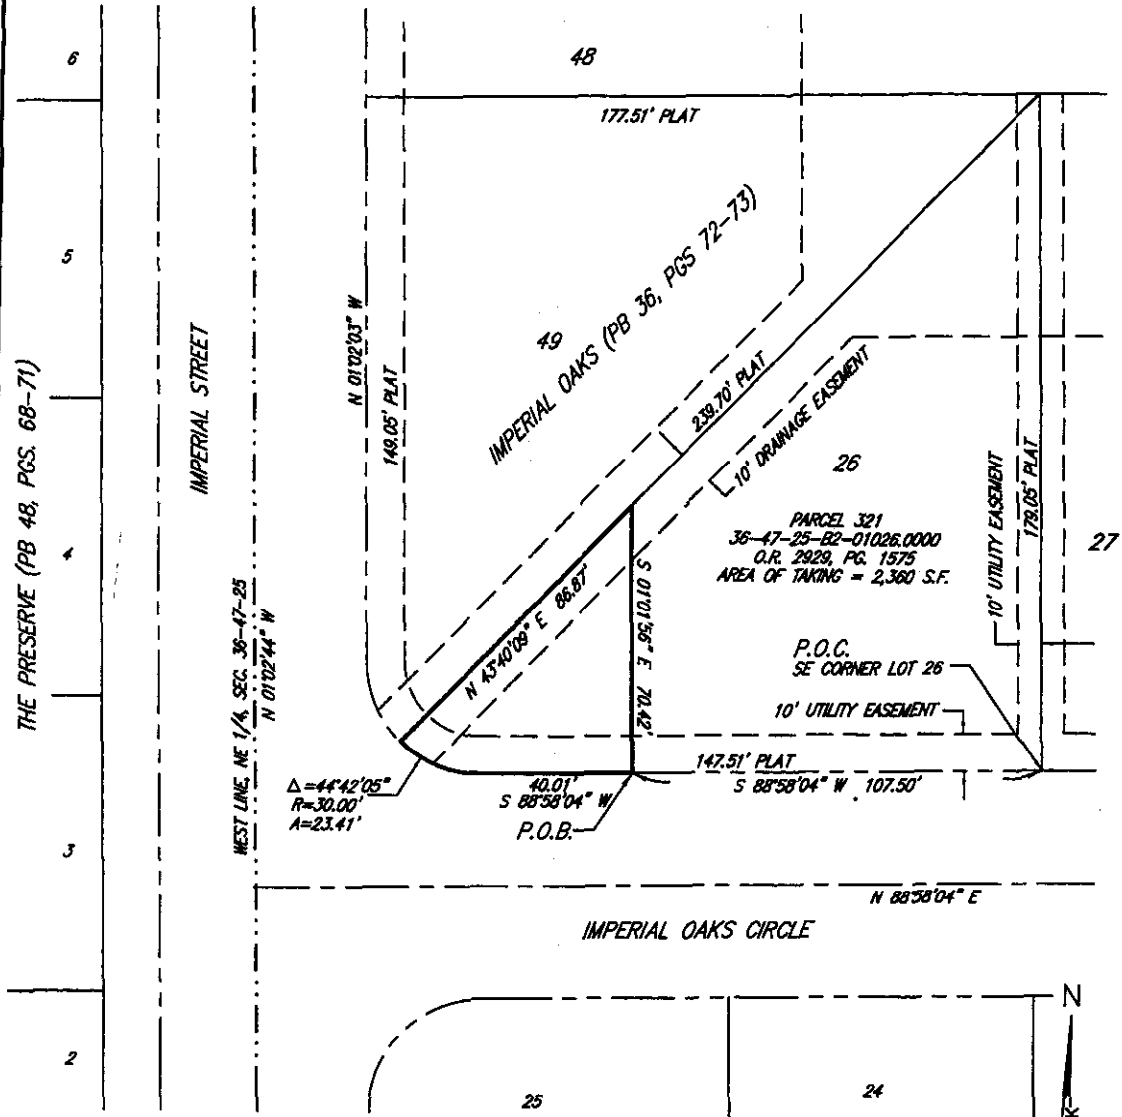 6
48
177.51' PLAT
5
49
IMPERIAL OAKS (PB 36, PGS 72-73)
N 01°02'03" W
149.05' PLAT
IMPERIAL STREET
THE PRESERVE (PB 48, PGS. 68-71)
239.70' PLAT
10' DRAINAGE EASEMENT
26
PARCEL 321
36-47-25-B2-01026.0000
O.R. 2929, PG. 1575
AREA OF TAKING = 2,360 S.F.
10' UTILITY EASEMENT
179.05' PLAT
27
4
N 43°40'09" E 86.87'
S 01°01'56" E 70.42'
P.O.C.
SE CORNER LOT 26
10' UTILITY EASEMENT
WEST LINE, NE 1/4, SEC. 36-47-25
N 01°02'44" W
147.51' PLAT
S 88°58'04" W 107.50'
Δ=44°42'05"
R=30.00'
A=23.41'
40.01'
S 88°58'04" W
P.O.B.
3
N 88°58'04" E
IMPERIAL OAKS CIRCLE
N
2
25
24